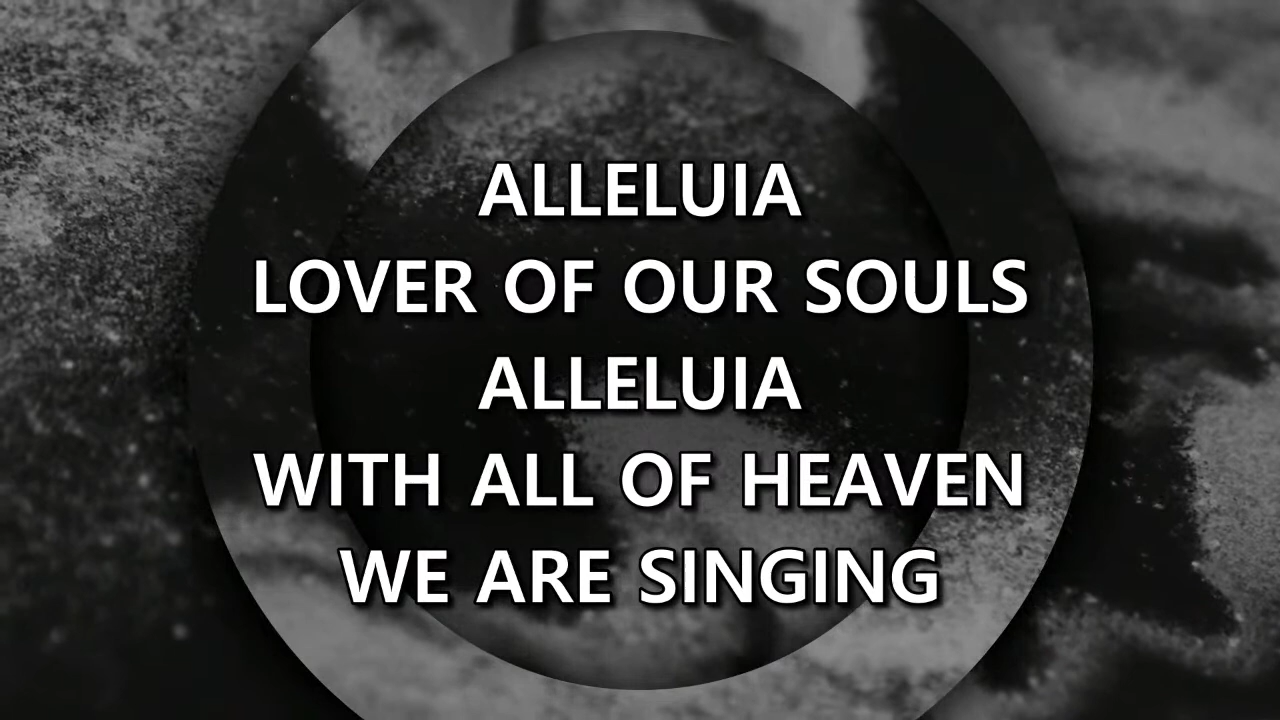 ALLELUIA
LOVER OF OUR SOULS
ALLELUIA
WITH ALL OF HEAVEN
WE ARE SINGING